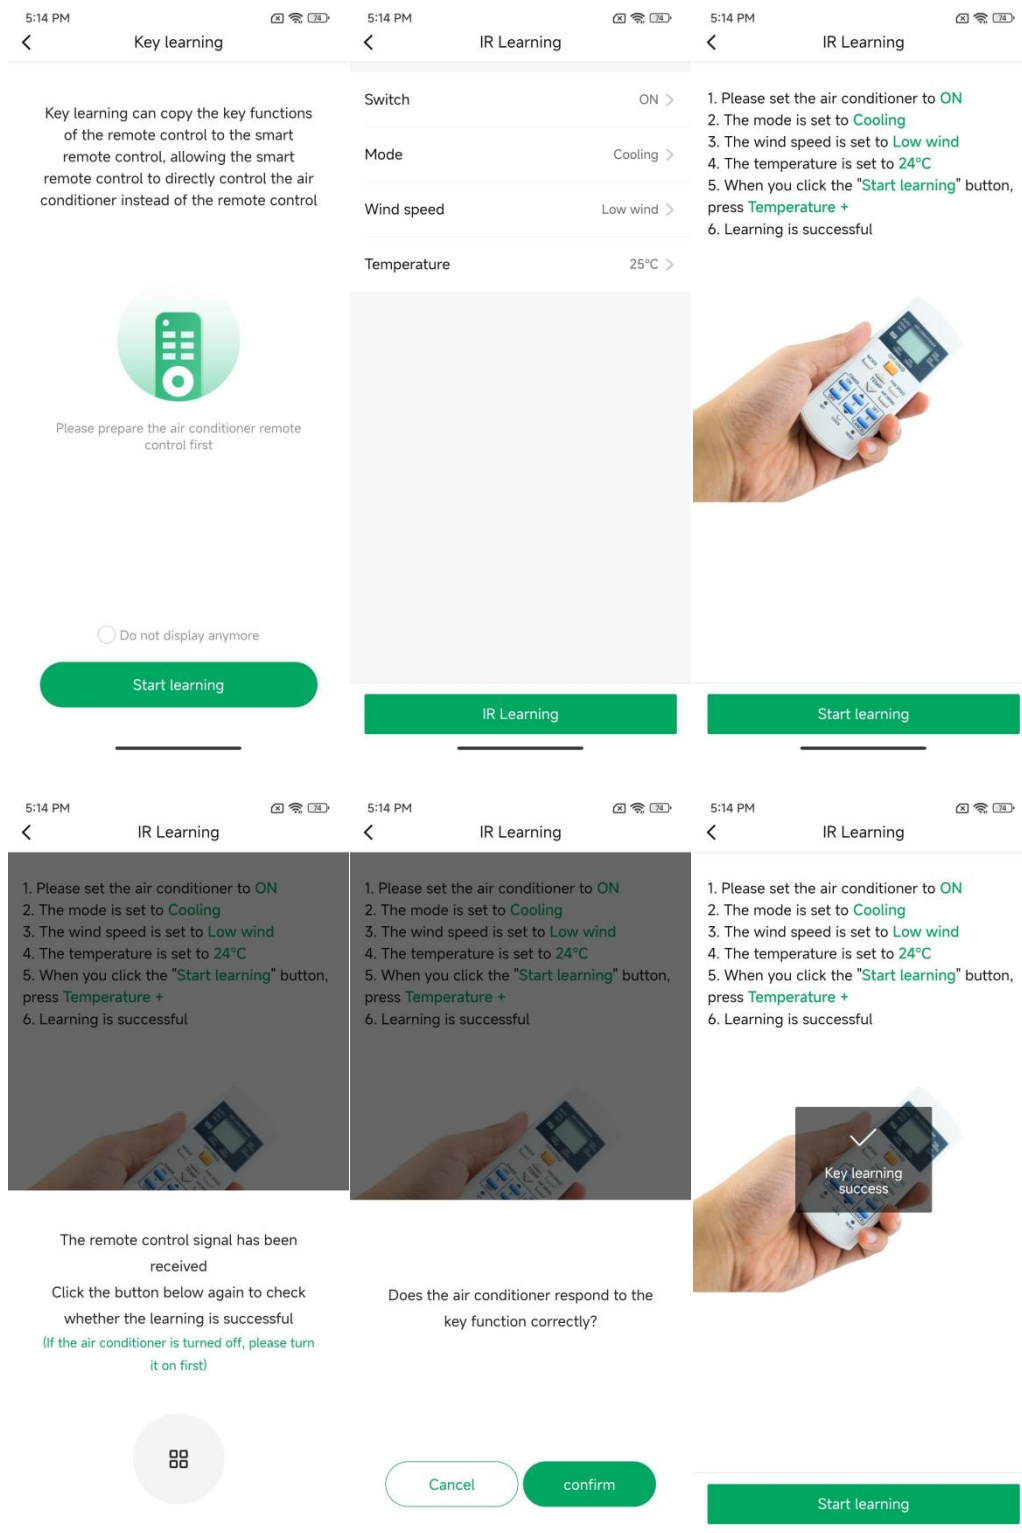 5:14 PM
74
Key learning
Key learning can copy the key functions
of the remote control to the smart
remote control, allowing the smart
remote control to directly control the air
conditioner instead of the remote control
Please prepare the air conditioner remote
control first
Do not display anymore
Start learning
5:14 PM
74
IR Learning
Switch
ON
Mode
Cooling
Wind speed
Low wind
Temperature
25°C
IR Learning
5:14 PM
74
IR Learning
1. Please set the air conditioner to ON
2. The mode is set to Cooling
3. The wind speed is set to Low wind
4. The temperature is set to 24°C
5. When you click the "Start learning" button,
press Temperature +
6. Learning is successful
TEMP
Start learning
5:14 PM
74
IR Learning
1. Please set the air conditioner to ON
2. The mode is set to Cooling
3. The wind speed is set to Low wind
4. The temperature is set to 24°C
5. When you click the "Start learning" button,
press Temperature +
6. Learning is successful
The remote control signal has been
received
Click the button below again to check
whether the learning is successful
(If the air conditioner is turned off, please turn
it on first)
5:14 PM
74
IR Learning
1. Please set the air conditioner to ON
2. The mode is set to Cooling
3. The wind speed is set to Low wind
4. The temperature is set to 24°C
5. When you click the "Start learning" button,
press Temperature +
6. Learning is successful
Does the air conditioner respond to the
key function correctly?
Cancel
confirm
5:14 PM
74
IR Learning
1. Please set the air conditioner to ON
2. The mode is set to Cooling
3. The wind speed is set to Low wind
4. The temperature is set to 24°C
5. When you click the "Start learning" button,
press Temperature +
6. Learning is successful
Key learning
success
Start learning